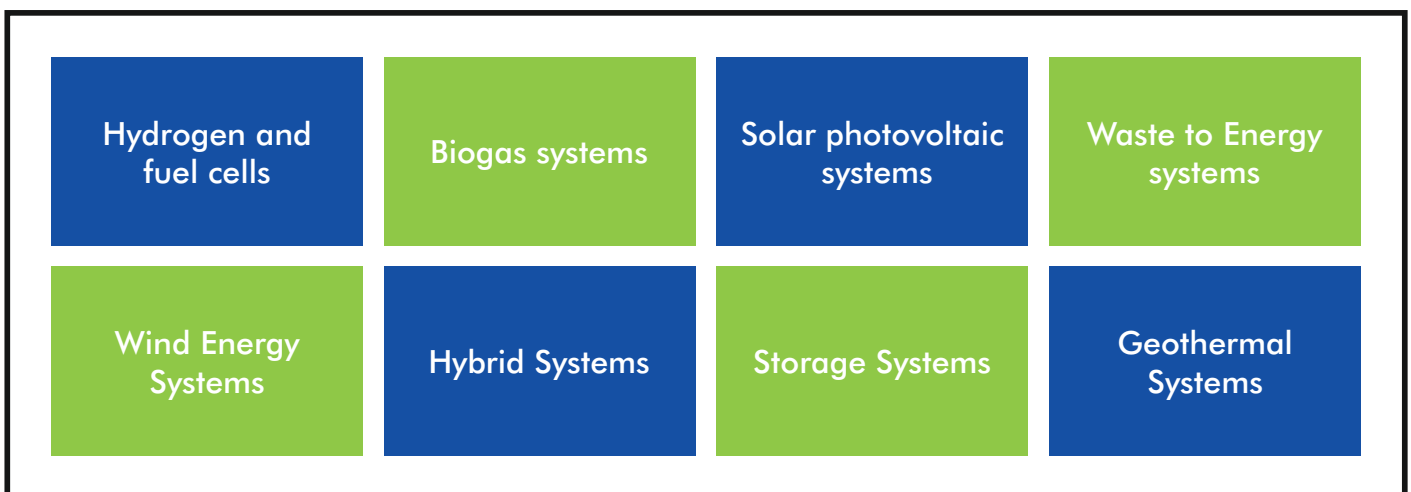 Hydrogen and
fuel cells
Biogas systems
Solar photovoltaic
systems
Waste to Energy
systems
Wind Energy
Systems
Hybrid Systems
Storage Systems
Geothermal
Systems